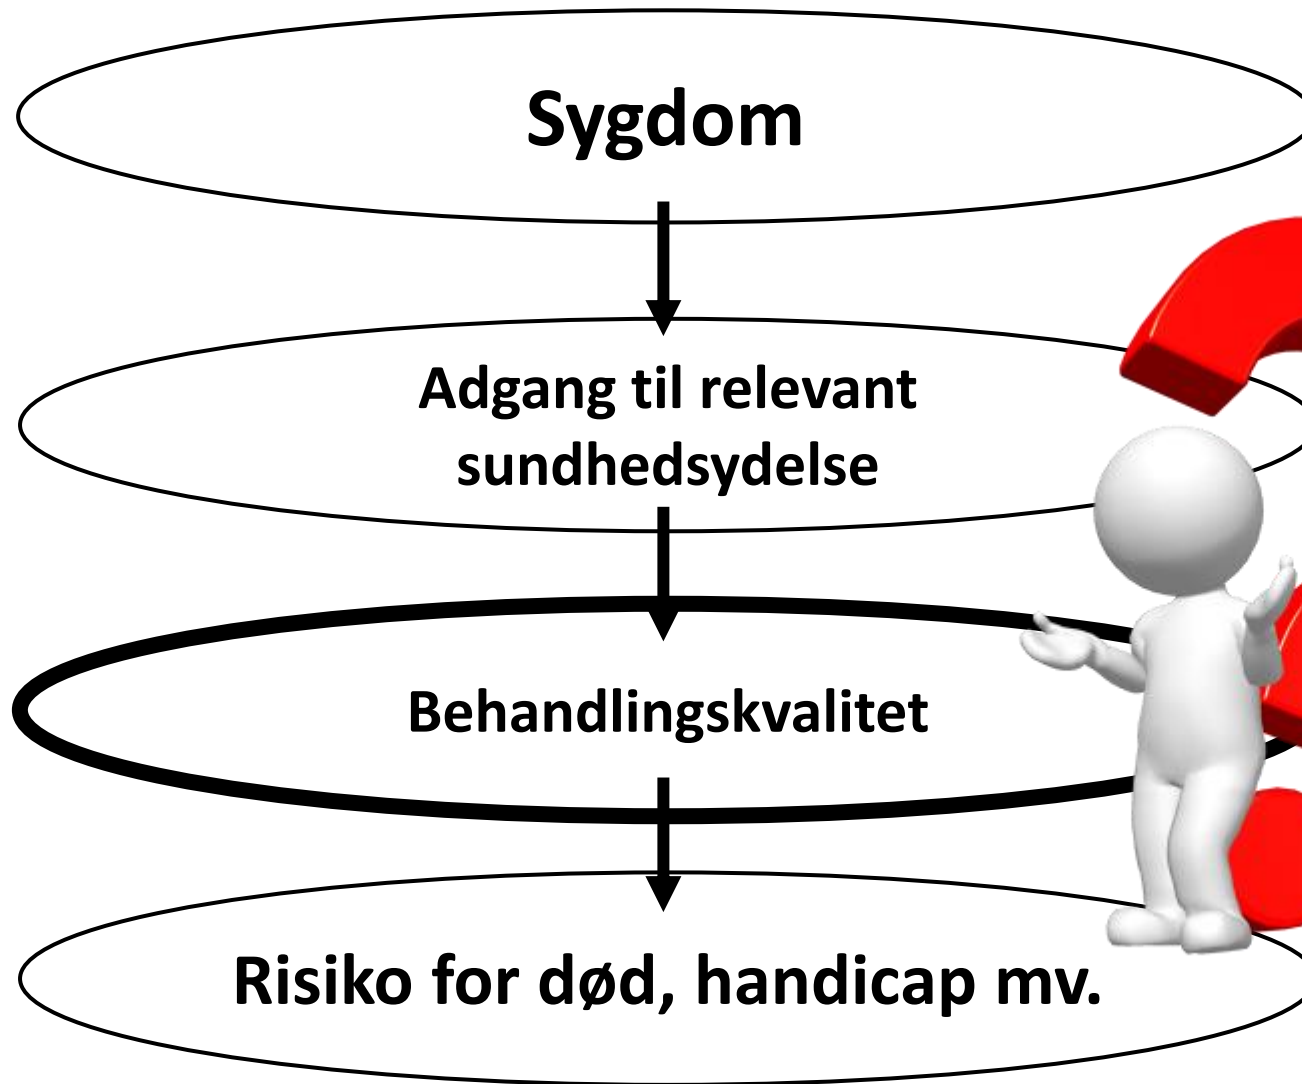 Sygdom
Adgang til relevant
sundhedsydelse
Behandlingskvalitet
Risiko for død, handicap mv.